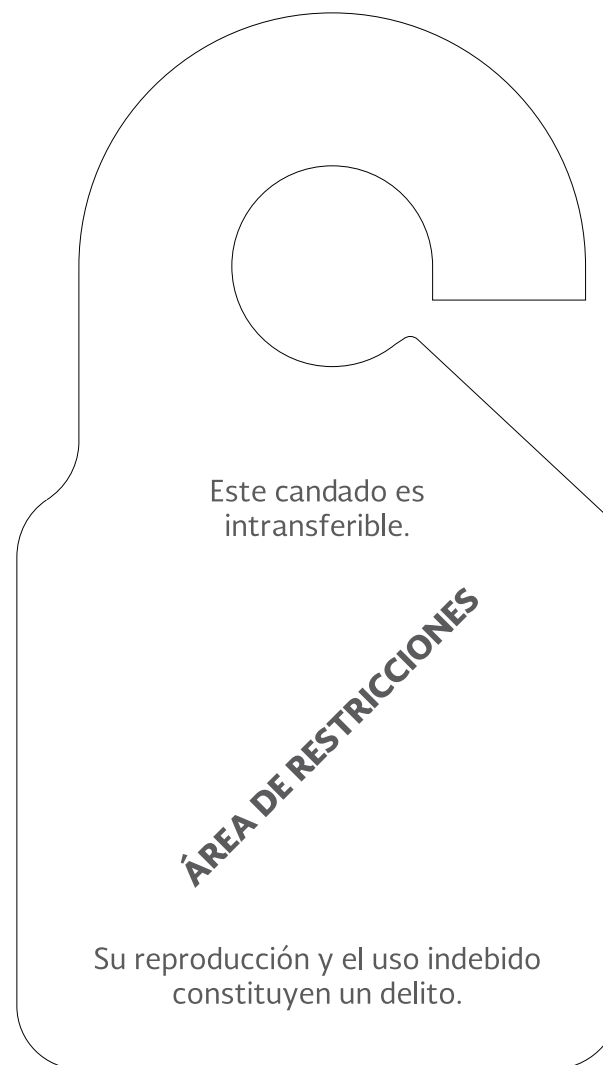 Este candado es
intransferible.
ÁREA DE RESTRICCIONES
Su reproducción y el uso indebido
constituyen un delito.